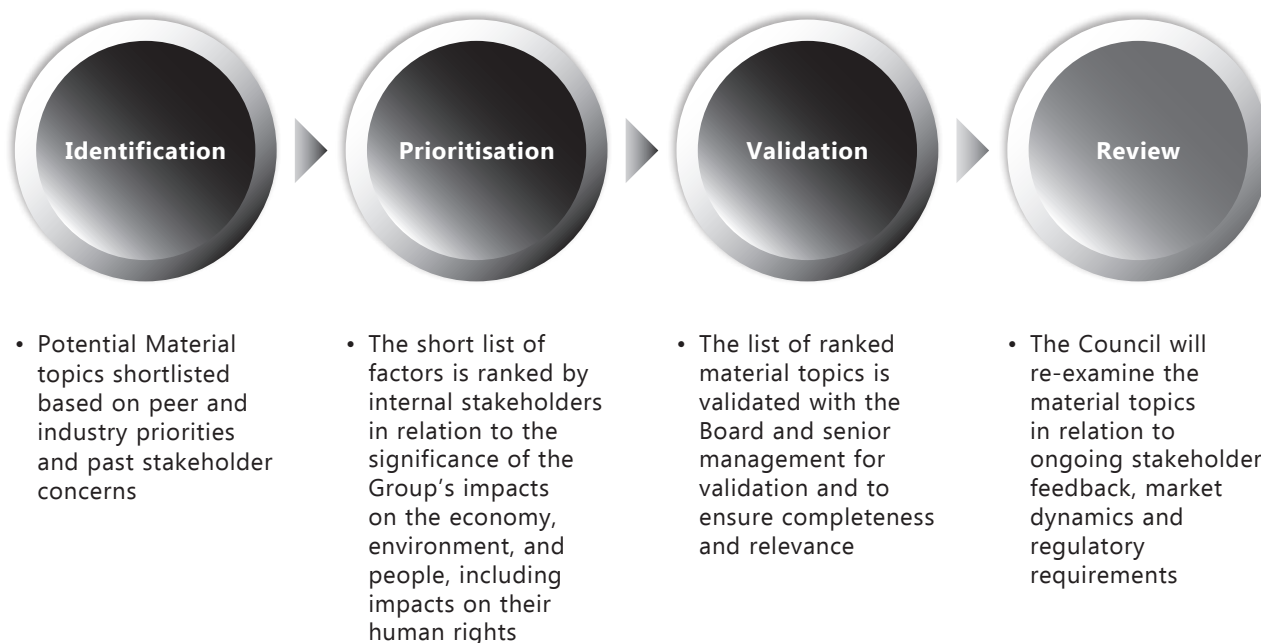 Identification
Prioritisation
Validation
Review
• Potential Material
topics shortlisted
based on peer and
industry priorities
and past stakeholder
concerns
• The short list of
factors is ranked by
internal stakeholders
in relation to the
significance of the
Group's impacts
on the economy,
environment, and
people, including
impacts on their
human rights
• The list of ranked
material topics is
validated with the
Board and senior
management for
validation and to
ensure completeness
and relevance
• The Council will
re-examine the
material topics
in relation to
ongoing stakeholder
feedback, market
dynamics and
regulatory
requirements